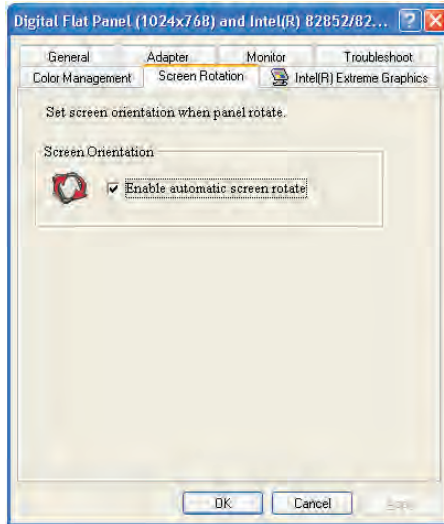 Digital Flat Panel (1024x768) and Intel(R) 82852/82...
General Adapter Monitor Troubleshoot
Color Management Screen Rotation Intel(R) Extreme Graphics
Set screen orientation when panel rotate.
Screen Orientation
Enable automatic screen rotate
OK Cancel